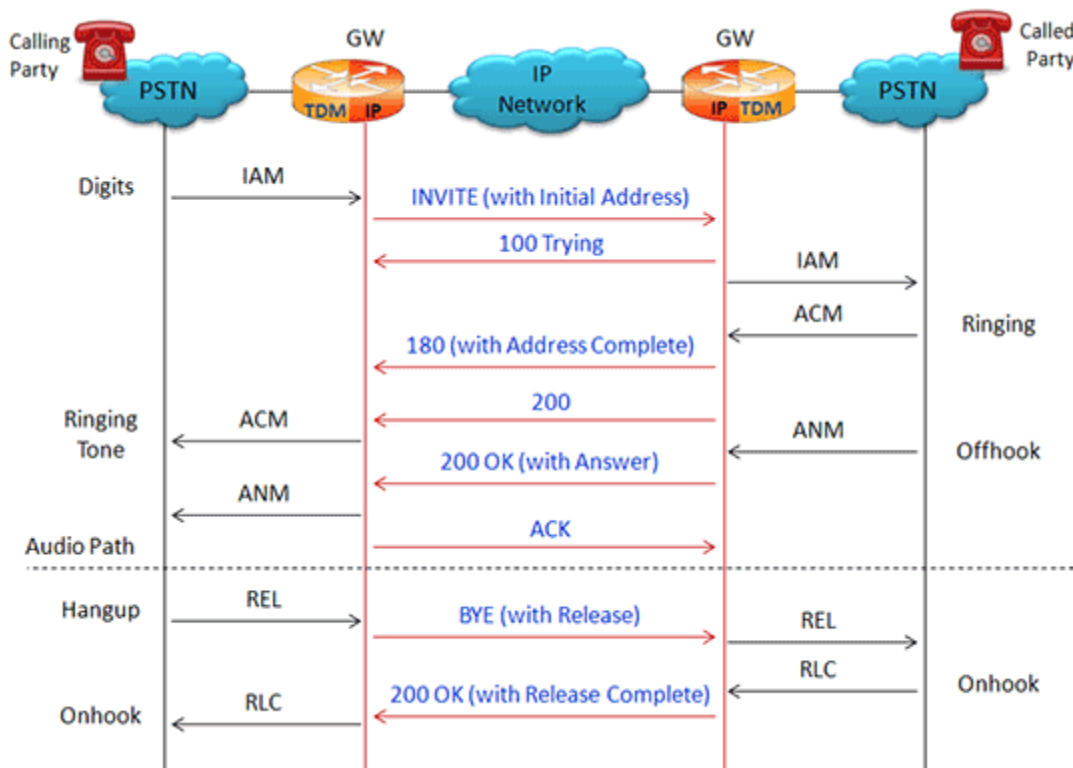 Calling
Party
PSTN
GW
TDM IP
IP
Network
GW
IP TDM
PSTN
Called
Party
Digits
IAM
INVITE (with Initial Address)
100 Trying
IAM
ACM
Ringing
180 (with Address Complete)
200
Ringing
Tone
ACM
ANM
Offhook
200 OK (with Answer)
ANM
ACK
Audio Path
Hangup
REL
BYE (with Release)
REL
RLC
Onhook
200 OK (with Release Complete)
RLC
Onhook